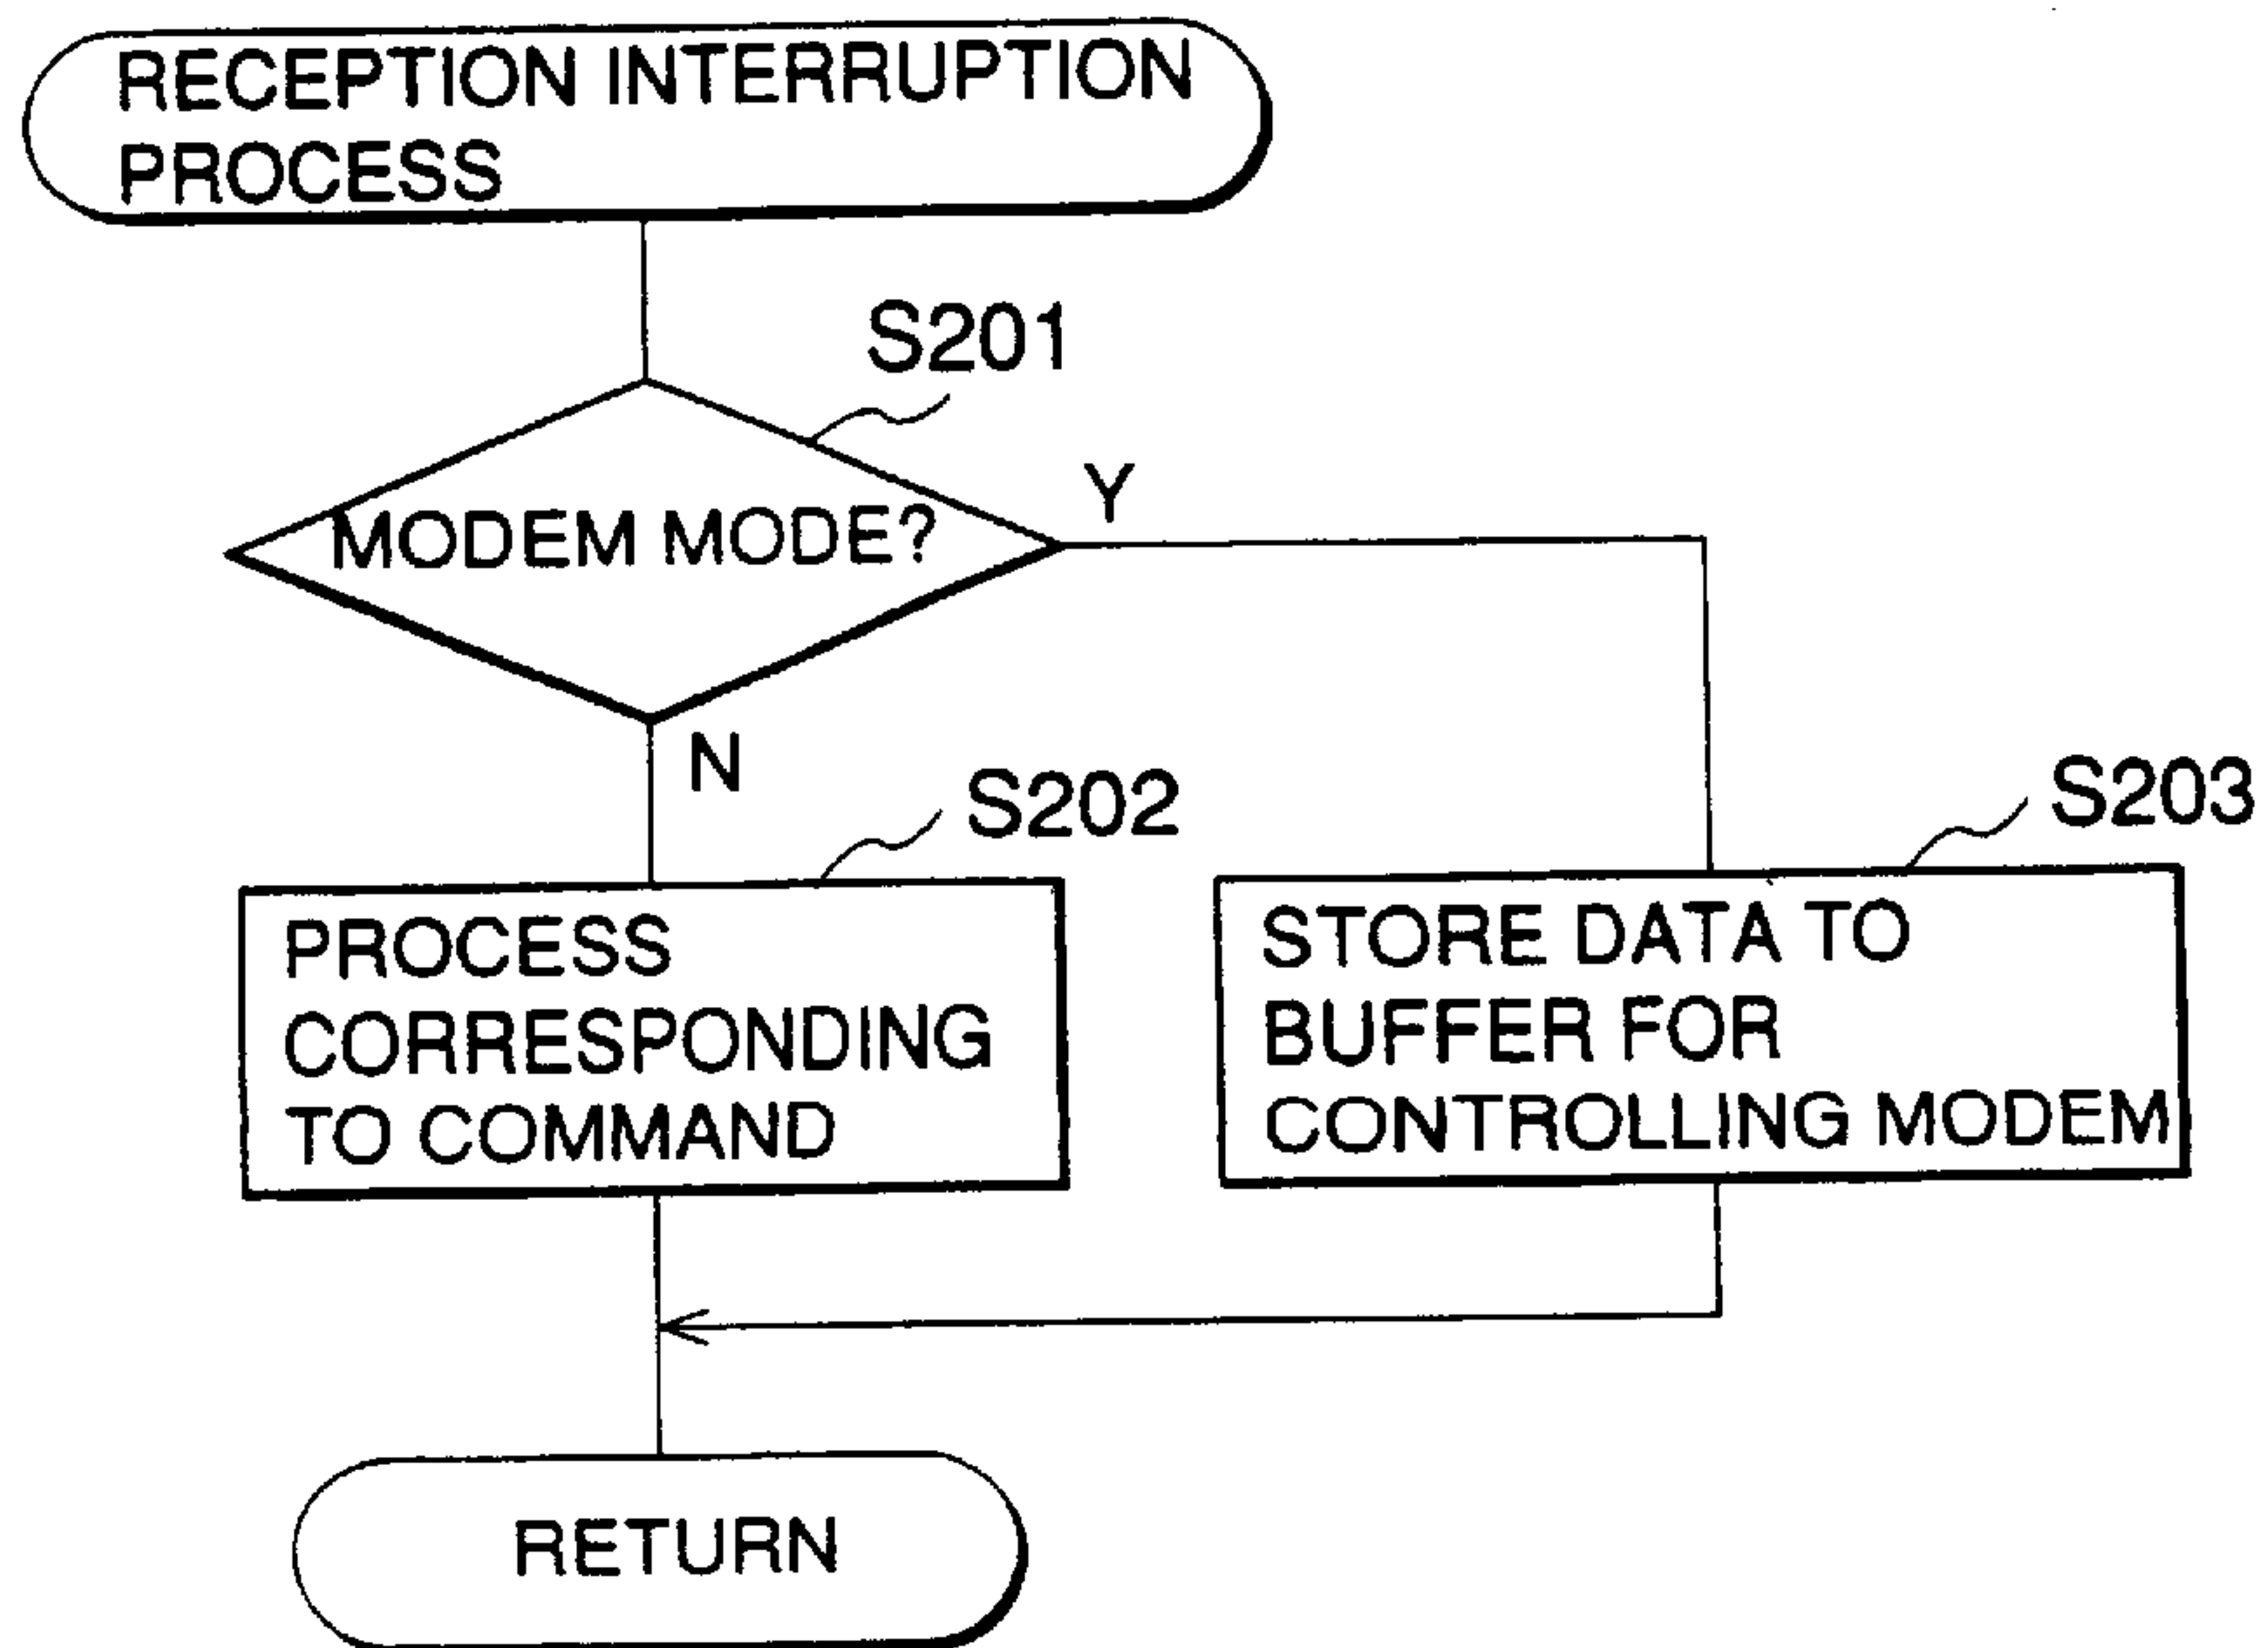 RECEPTION INTERRUPTION
PROCESS
S201
MODEM MODE?
Y
N
S202
S203
PROCESS
CORRESPONDING
TO COMMAND
STORE DATA TO
BUFFER FOR
CONTROLLING MODEM
RETURN